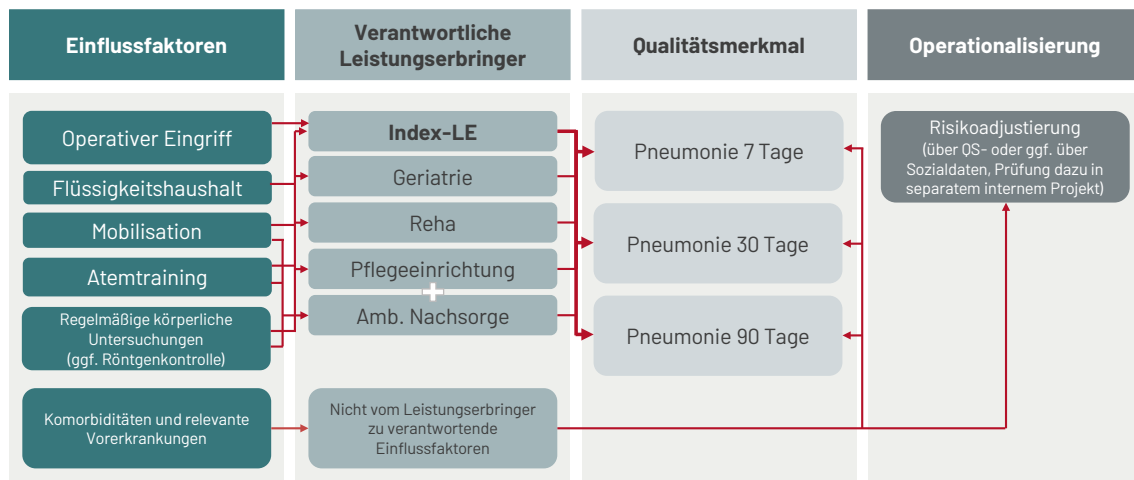 Einflussfaktoren
Verantwortliche
Leistungserbringer
Qualitätsmerkmal
Operationalisierung
Operativer Eingriff
Flüssigkeitshaushalt
Mobilisation
Atemtraining
Regelmäßige körperliche
Untersuchungen
(ggf. Röntgenkontrolle)
Komorbiditäten und relevante
Vorerkrankungen
Index-LE
Geriatrie
Reha
Pflegeeinrichtung
Amb. Nachsorge
Nicht vom Leistungserbringer
zu verantwortende
Einflussfaktoren
Pneumonie 7 Tage
Pneumonie 30 Tage
Pneumonie 90 Tage
Risikoadjustierung
(über QS- oder ggf. über
Sozialdaten, Prüfung dazu in
separatem internem Projekt)